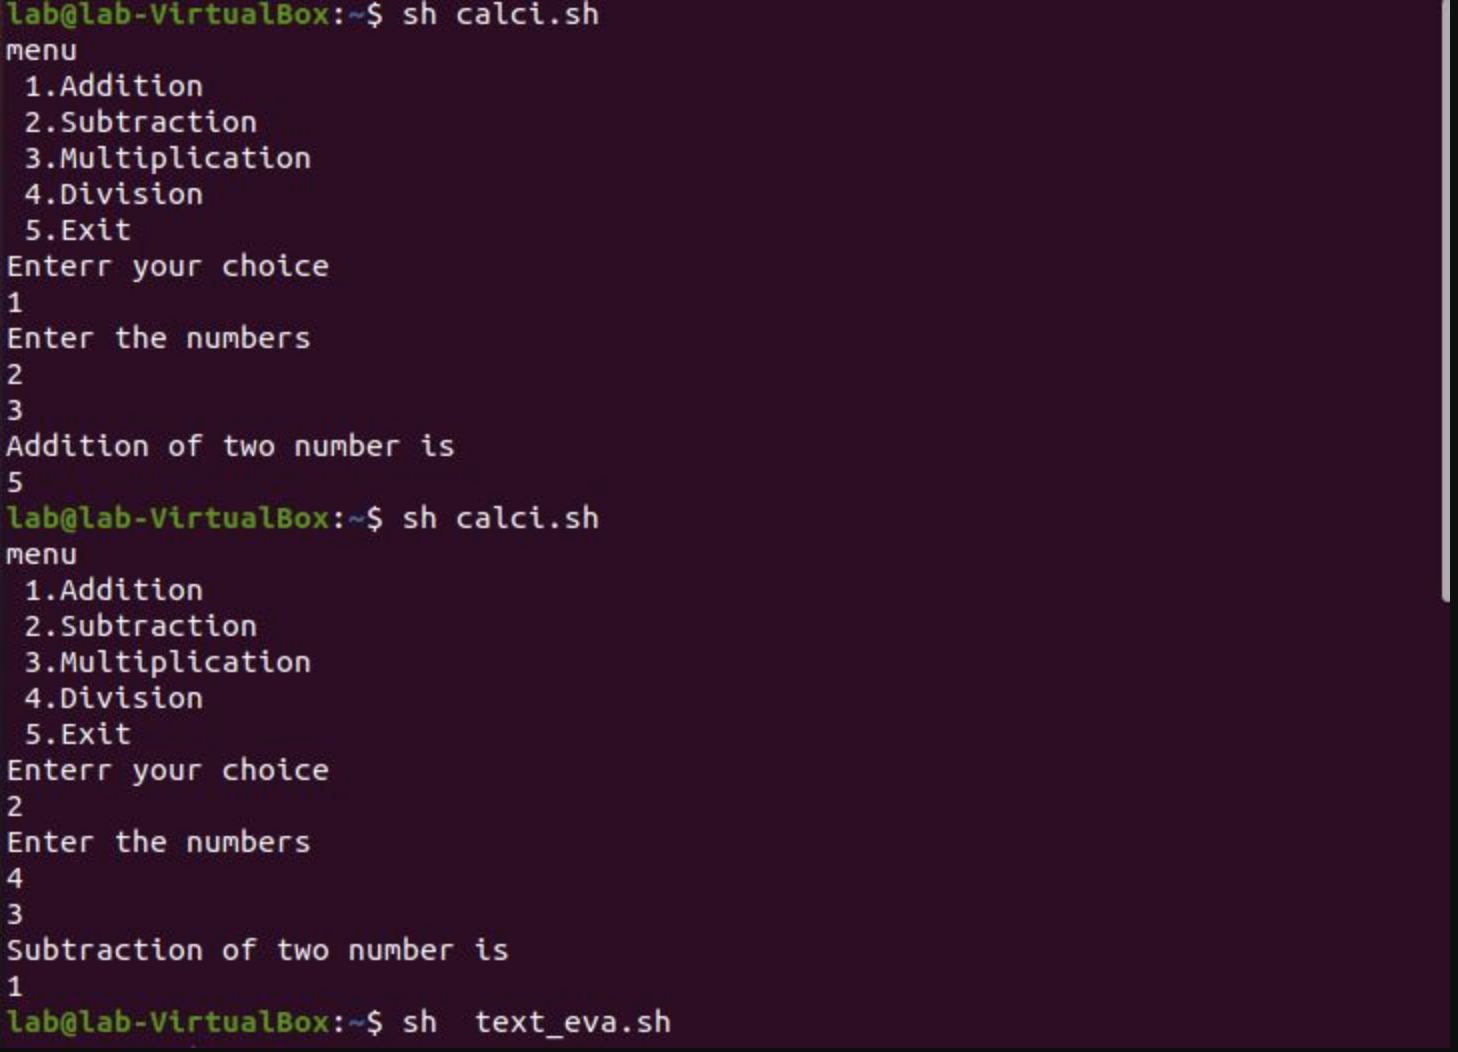 lab@lab-VirtualBox:~$ sh calci.sh
menu
 1.Addition
 2.Subtraction
 3.Multiplication
 4.Division
 5.Exit
Enterr your choice
1
Enter the numbers
2
3
Addition of two number is
5
lab@lab-VirtualBox:~$ sh calci.sh
menu
 1.Addition
 2.Subtraction
 3.Multiplication
 4.Division
 5.Exit
Enterr your choice
2
Enter the numbers
4
3
Subtraction of two number is
1
lab@lab-VirtualBox:~$ sh  text_eva.sh